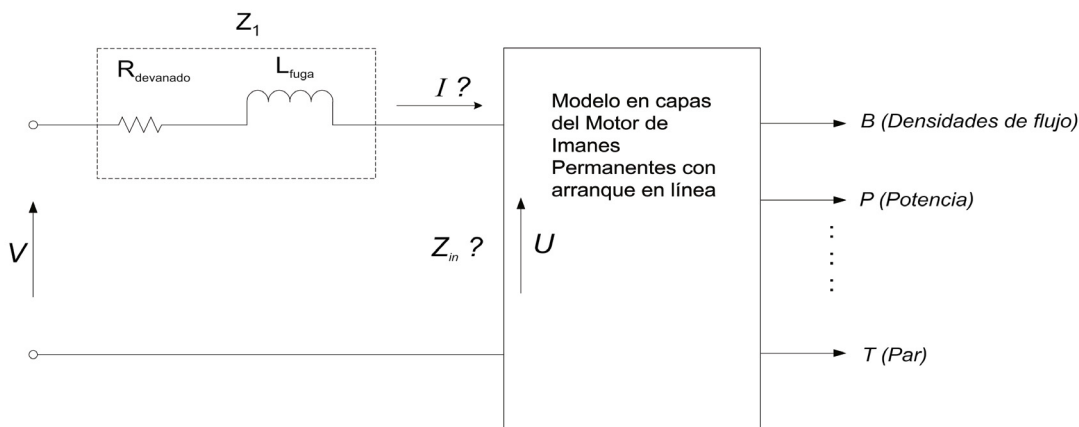 Z1
Rdevanado
Lfuga
I ?
Modelo en capas
del Motor de
Imanes
Permanentes con
arranque en línea
B (Densidades de flujo)
P (Potencia)
V
Zin ?
U
T (Par)